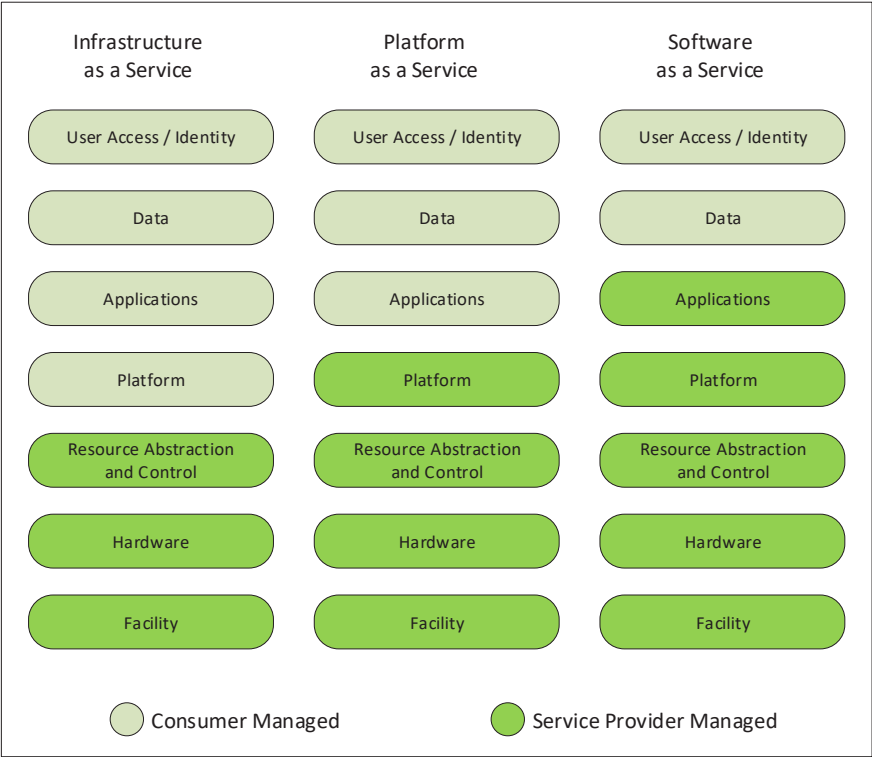 Infrastructure
as a Service
Platform
as a Service
Software
as a Service
User Access / Identity
User Access / Identity
User Access / Identity
Data
Data
Data
Applications
Applications
Applications
Platform
Platform
Platform
Resource Abstraction
and Control
Resource Abstraction
and Control
Resource Abstraction
and Control
Hardware
Hardware
Hardware
Facility
Facility
Facility
Consumer Managed
Service Provider Managed